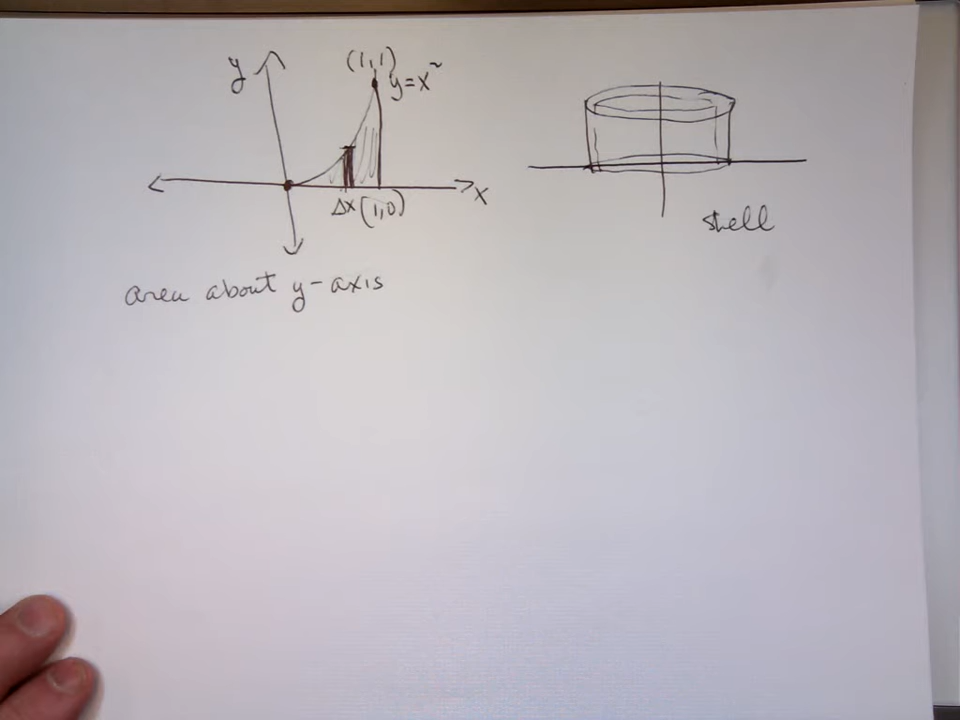 (1,1)
y
y=x²
x
Δx (1,0)
shell
area about y-axis